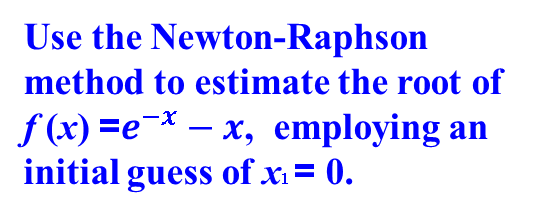 Use the Newton-Raphson
method to estimate the root of
f (x) =e⁻ˣ – x, employing an
initial guess of x₁ = 0.